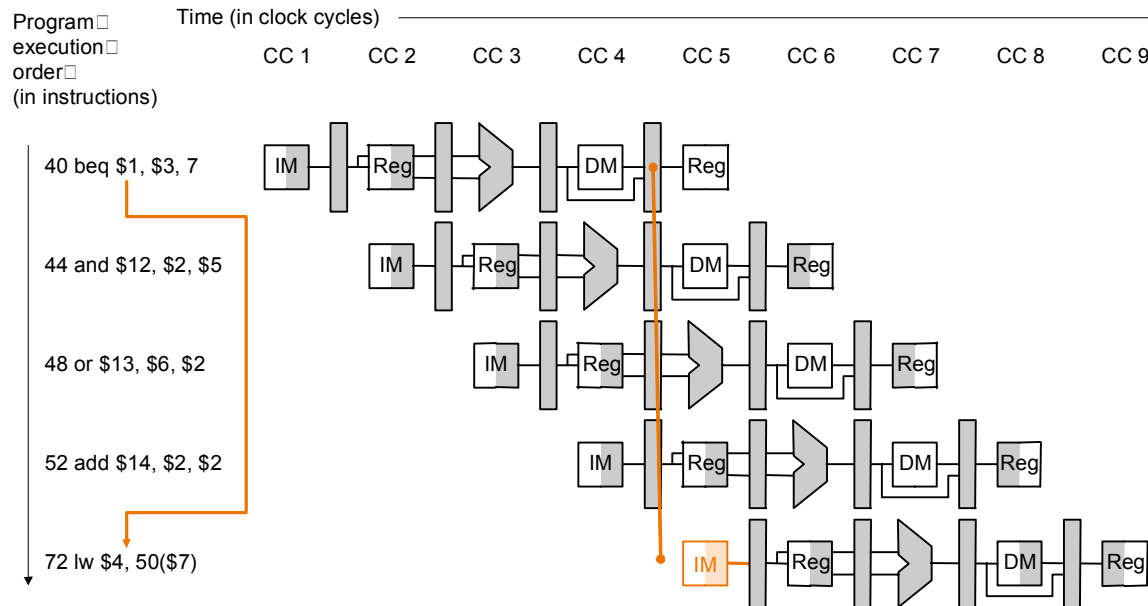 Program□
execution□
order□
(in instructions)
Time (in clock cycles)
CC 1 CC 2 CC 3 CC 4 CC 5 CC 6 CC 7 CC 8 CC 9
40 beq $1, $3, 7
IM Reg DM Reg
44 and $12, $2, $5
IM Reg DM Reg
48 or $13, $6, $2
IM Reg DM Reg
52 add $14, $2, $2
IM Reg DM Reg
72 lw $4, 50($7)
IM Reg DM Reg